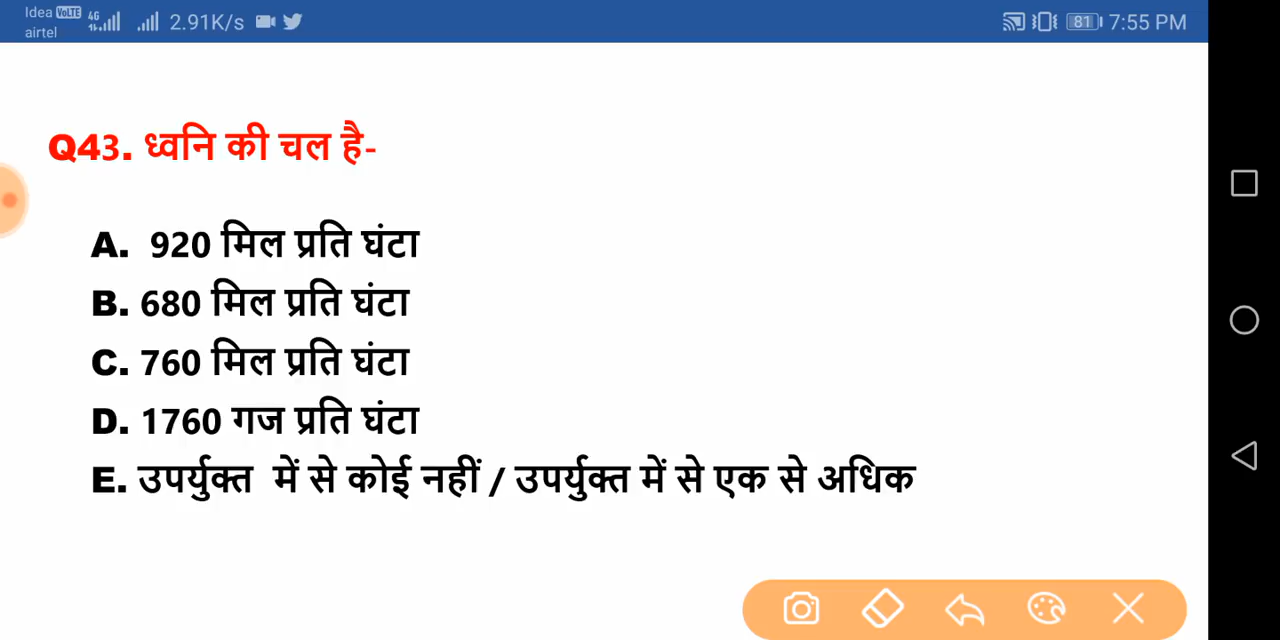 Idea VoLTE 4G 2.91K/s 81 7:55 PM
airtel
Q43. ध्वनि की चल है-
A. 920 मिल प्रति घंटा
B. 680 मिल प्रति घंटा
C. 760 मिल प्रति घंटा
D. 1760 गज प्रति घंटा
E. उपर्युक्त में से कोई नहीं / उपर्युक्त में से एक से अधिक